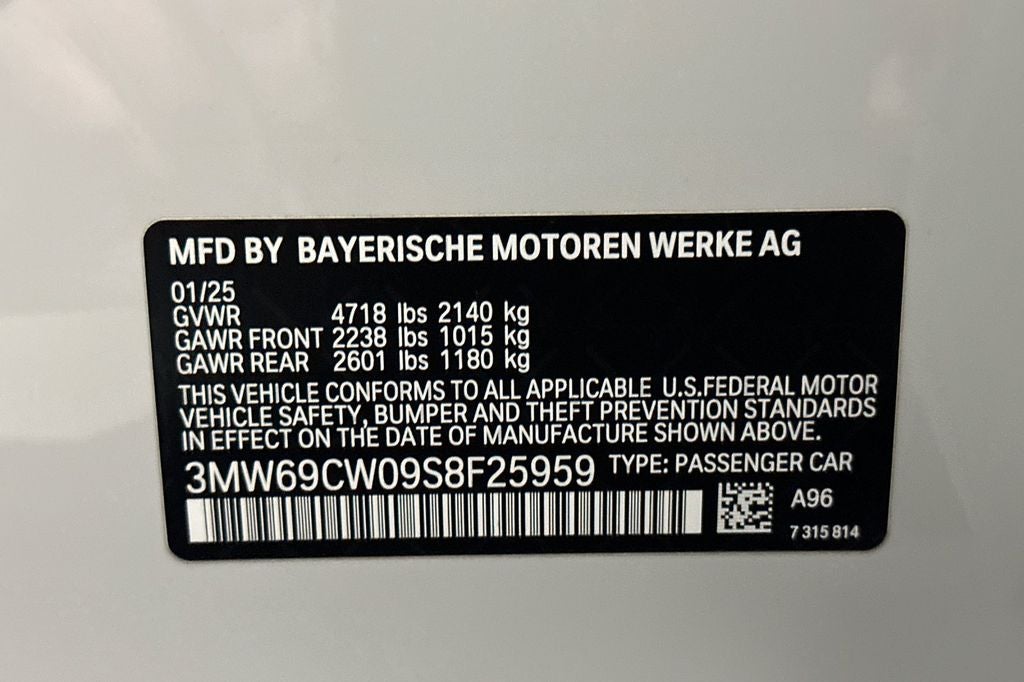 MFD BY BAYERISCHE MOTOREN WERKE AG
01/25
GVWR 4718 lbs 2140 kg
GAWR FRONT 2238 lbs 1015 kg
GAWR REAR 2601 lbs 1180 kg
THIS VEHICLE CONFORMS TO ALL APPLICABLE U.S.FEDERAL MOTOR
VEHICLE SAFETY, BUMPER AND THEFT PREVENTION STANDARDS
IN EFFECT ON THE DATE OF MANUFACTURE SHOWN ABOVE.
3MW69CW09S8F25959 TYPE: PASSENGER CAR
A96
7 315 814